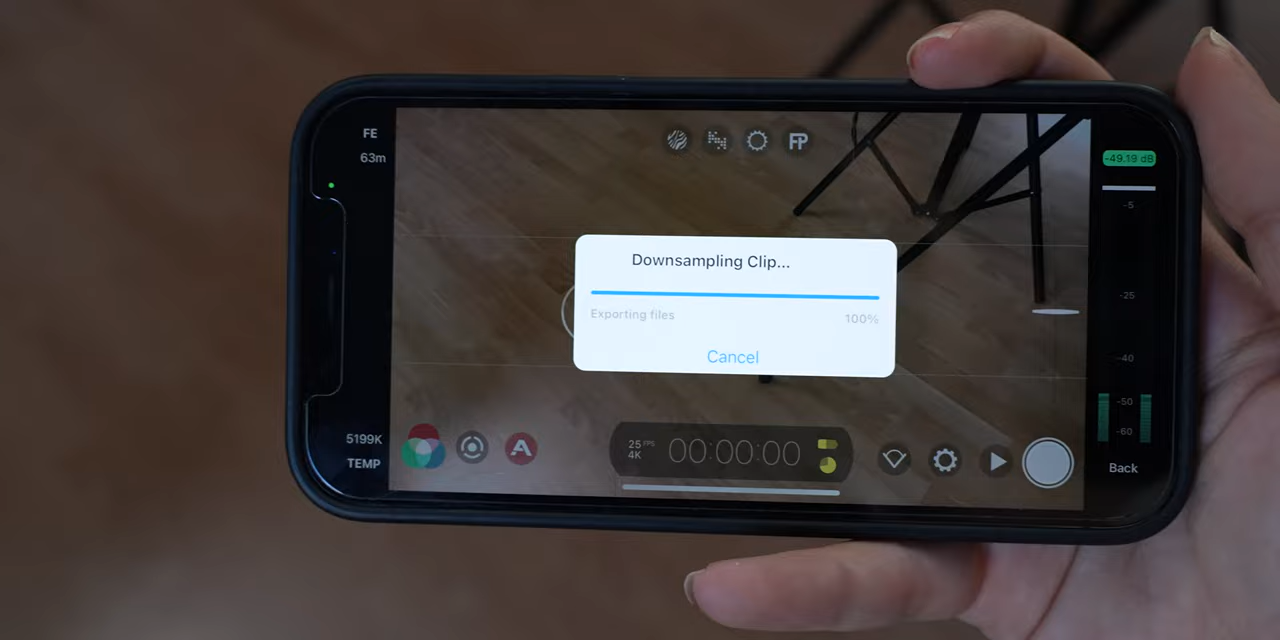 FE
63m
FP
-49.19 dB
-5
Downsampling Clip...
-25
Exporting files 100%
Cancel
-40
-50
-60
5199K
TEMP
A
25 FPS
4K
00:00:00
Back